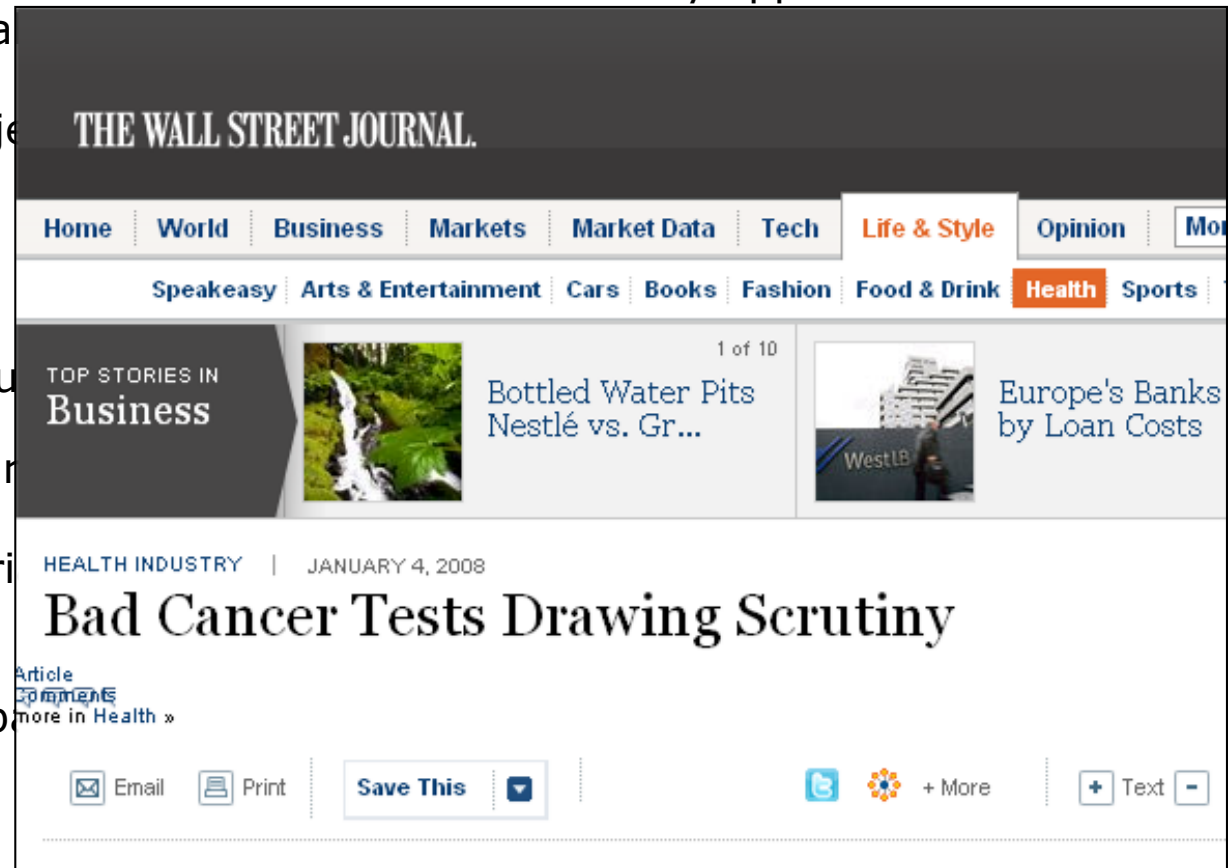 THE WALL STREET JOURNAL.
Home World Business Markets Market Data Tech Life & Style Opinion
Speakeasy Arts & Entertainment Cars Books Fashion Food & Drink Health Sports
TOP STORIES IN
Business
1 of 10
Bottled Water Pits
Nestlé vs. Gr...
WestLB
Europe's Banks
by Loan Costs
HEALTH INDUSTRY | JANUARY 4, 2008
Bad Cancer Tests Drawing Scrutiny
Article
Comments
more in Health »
Email Print Save This + More + Text -